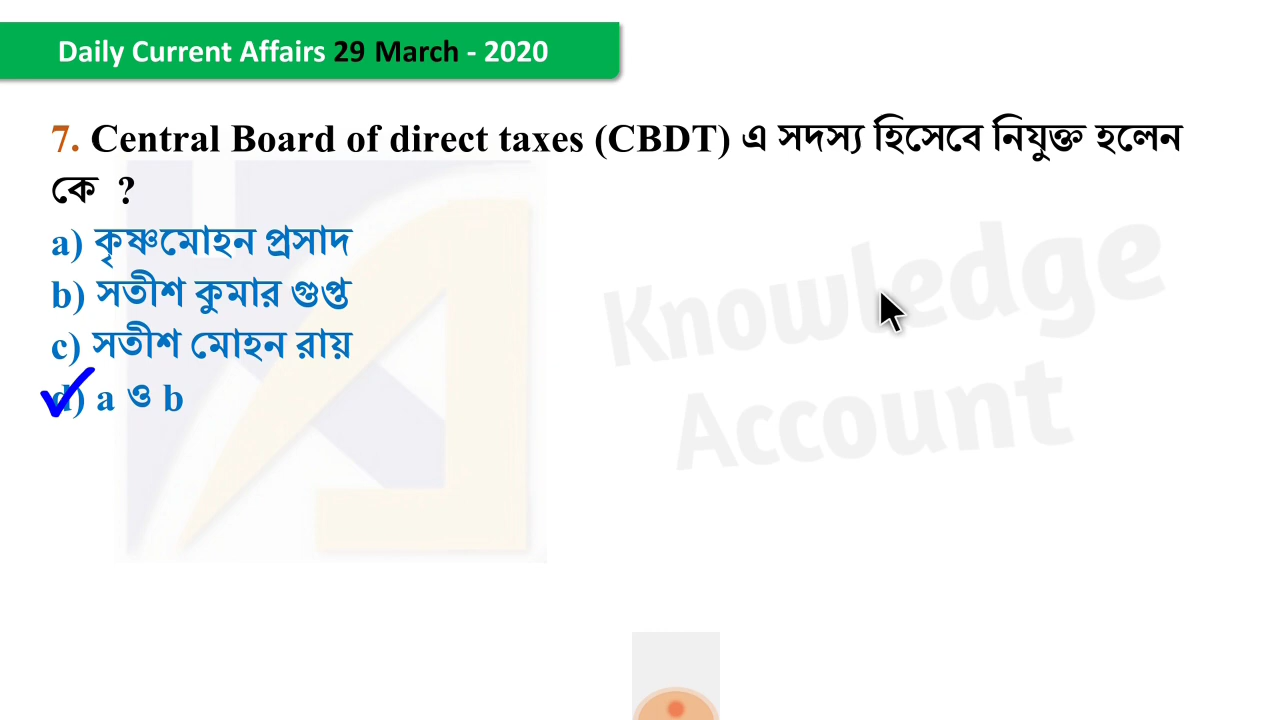 Daily Current Affairs 29 March - 2020
7. Central Board of direct taxes (CBDT) এ সদস্য হিসেবে নিযুক্ত হলেন
কে ?
a) কৃষ্ণমোহন প্রসাদ
b) সতীশ কুমার গুপ্ত
c) সতীশ মোহন রায়
d) a ও b
Knowledge
Account